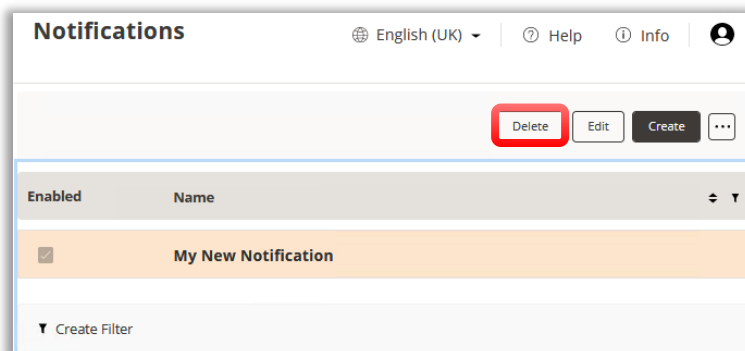 Notifications
English (UK) Help Info
Delete Edit Create ...
Enabled Name
My New Notification
Create Filter